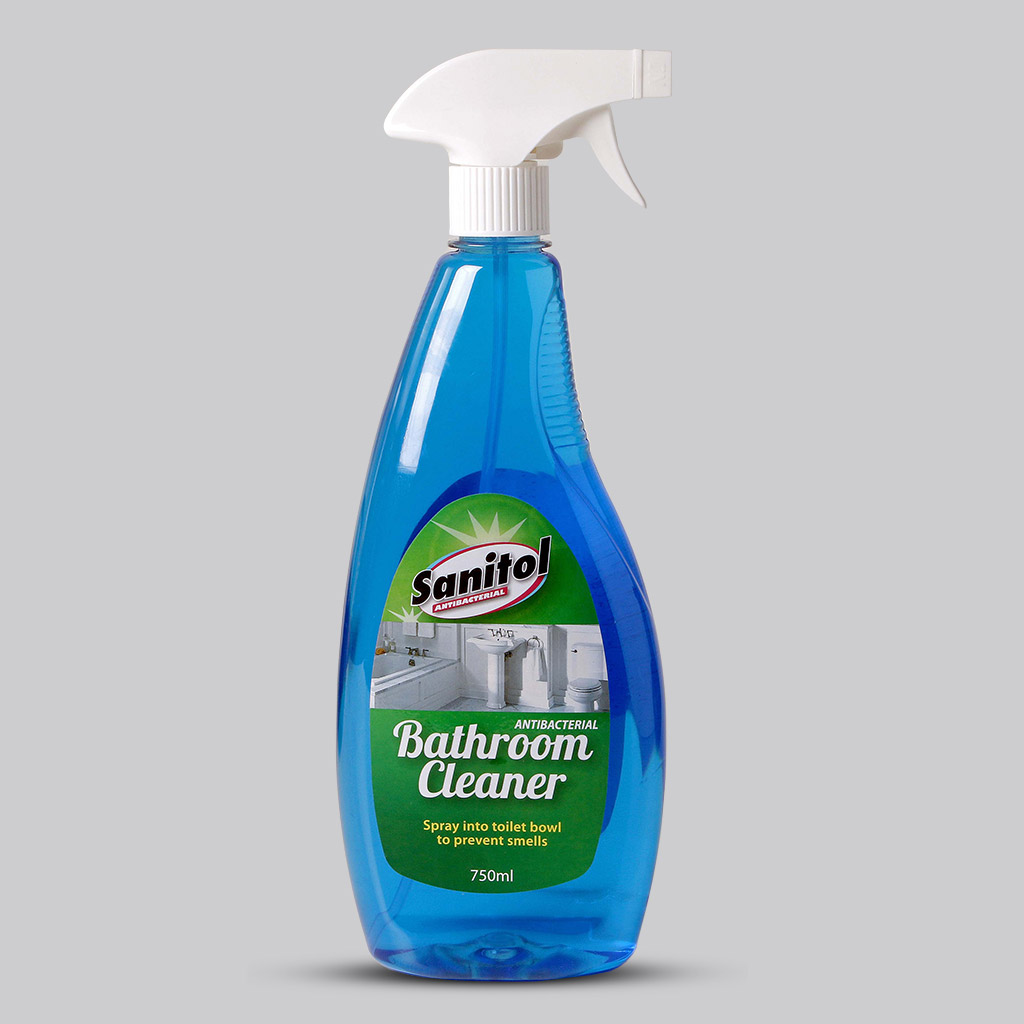 Sanitol
ANTIBACTERIAL
ANTIBACTERIAL
Bathroom
Cleaner
Spray into toilet bowl
to prevent smells
750ml